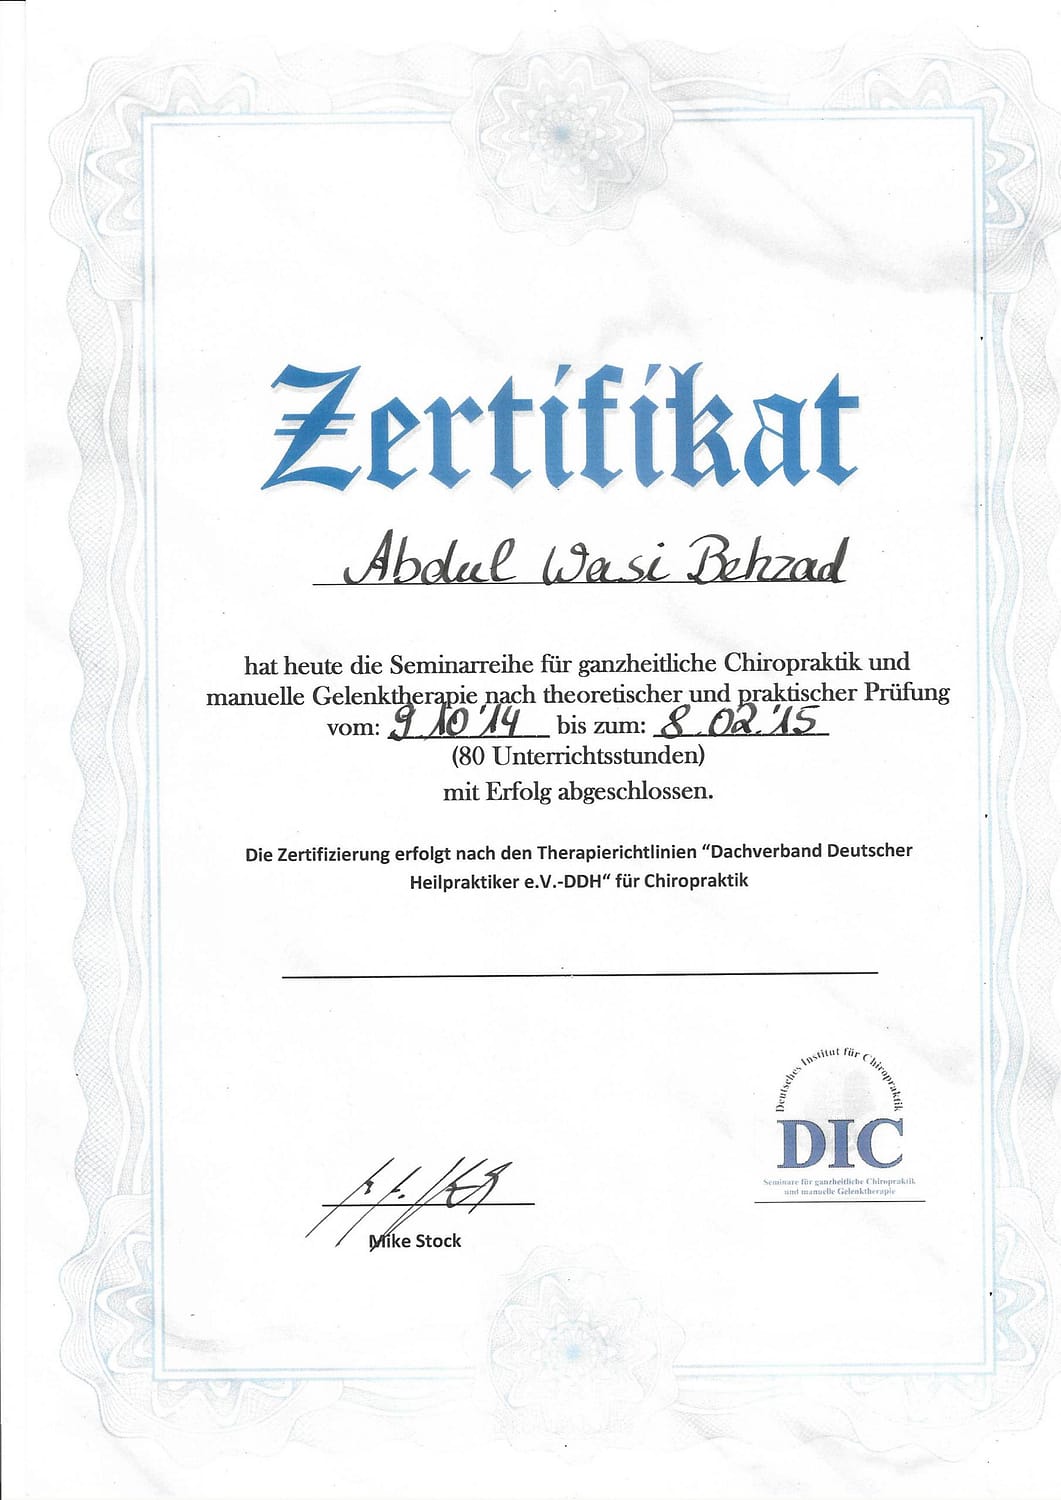 Zertifikat
Abdul Wasi Behzad
hat heute die Seminarreihe für ganzheitliche Chiropraktik und
manuelle Gelenktherapie nach theoretischer und praktischer Prüfung
vom: 9.10'14 bis zum: 8.02.'15
(80 Unterrichtsstunden)
mit Erfolg abgeschlossen.
Die Zertifizierung erfolgt nach den Therapierichtlinien “Dachverband Deutscher
Heilpraktiker e.V.-DDH“ für Chiropraktik
Deutsches Institut für Chiropraktik
DIC
Seminare für ganzheitliche Chiropraktik
und manuelle Gelenktherapie
Mike Stock